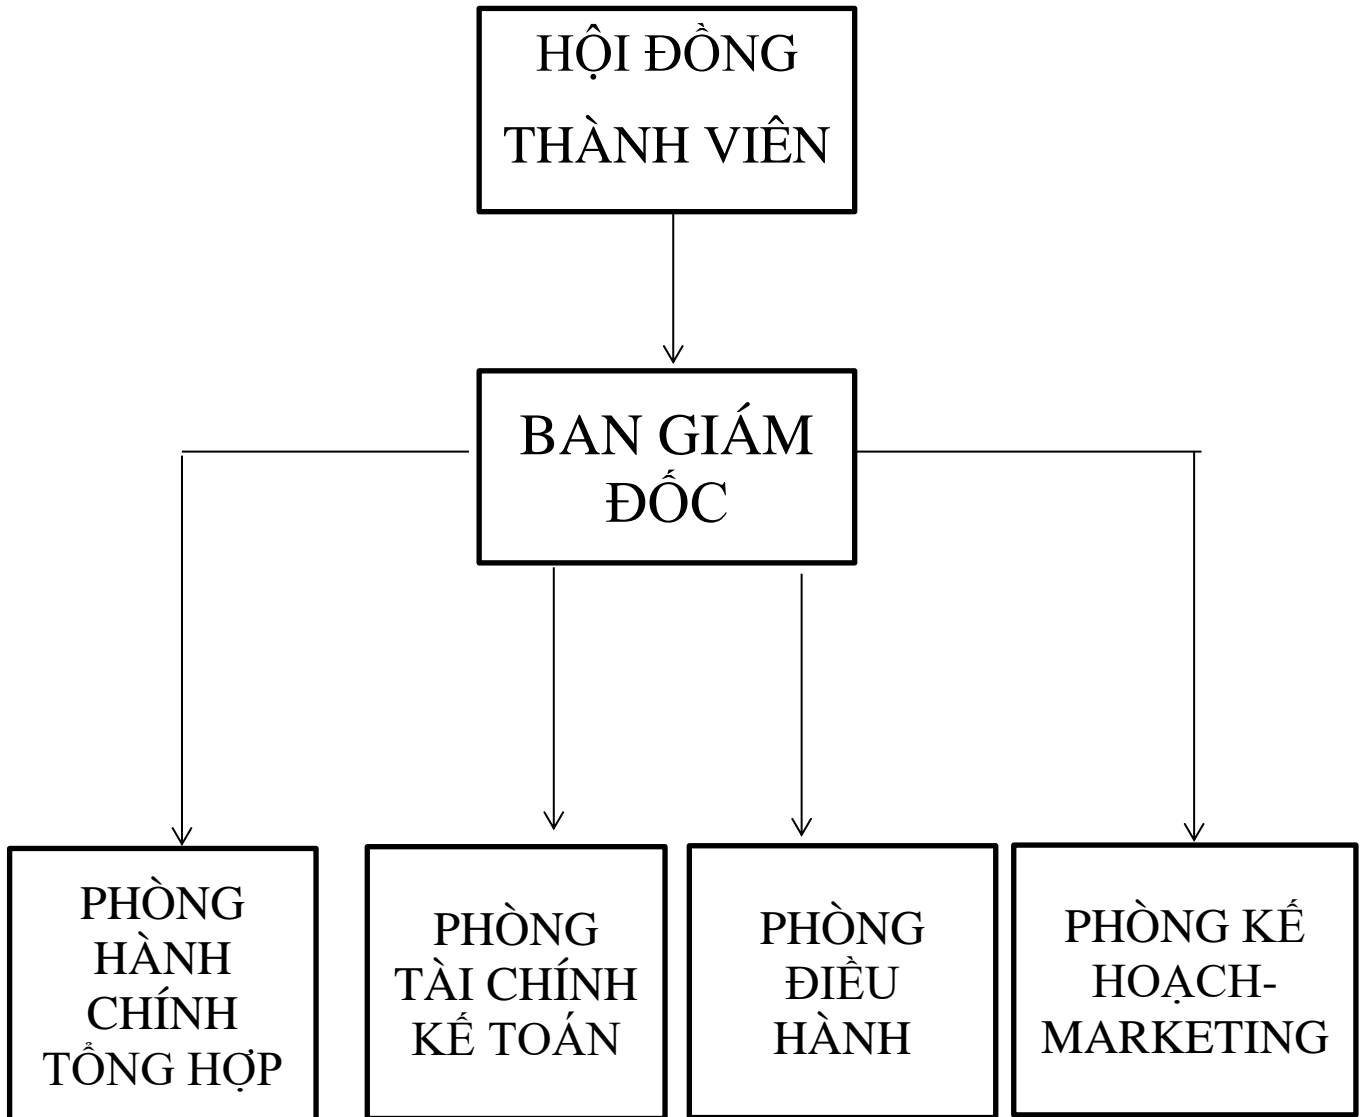 HỘI ĐỒNG
THÀNH VIÊN
BAN GIÁM
ĐỐC
PHÒNG
HÀNH
CHÍNH
TỔNG HỢP
PHÒNG
TÀI CHÍNH
KẾ TOÁN
PHÒNG
ĐIỀU
HÀNH
PHÒNG KẾ
HOẠCH-
MARKETING